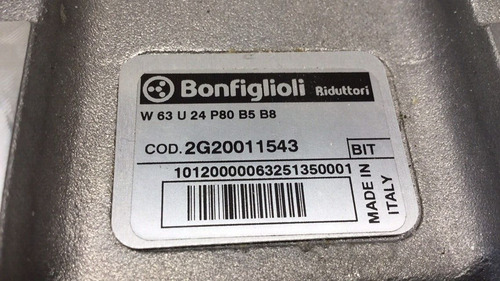 Bonfiglioli Riduttori
W 63 U 24 P80 B5 B8
COD. 2G20011543 BIT
10120000063251350001
MADE IN
ITALY